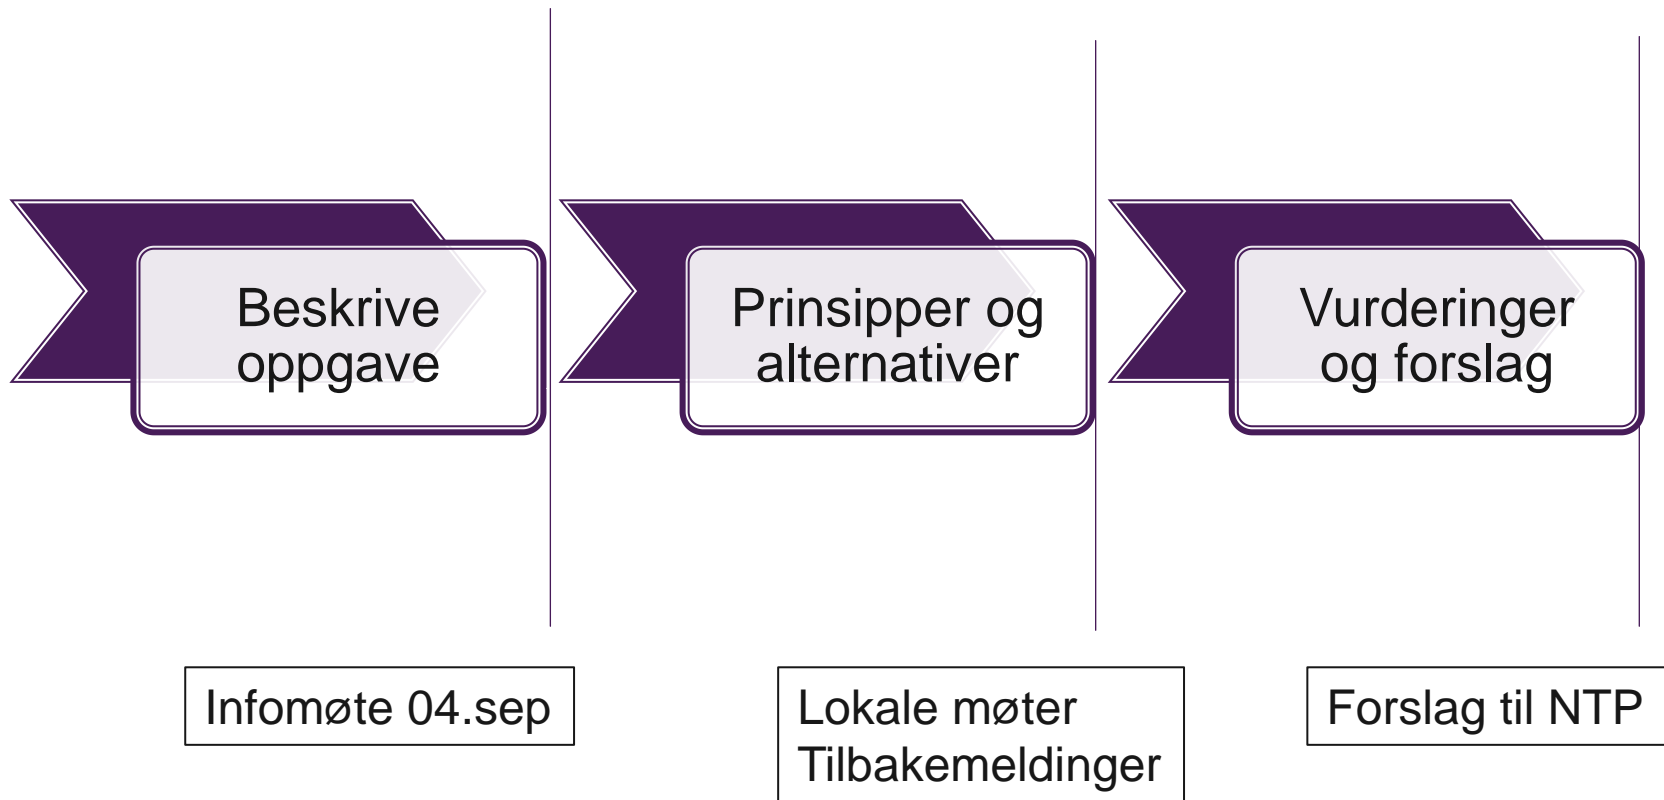 Beskrive
oppgave
Prinsipper og
alternativer
Vurderinger
og forslag
Infomøte 04.sep
Lokale møter
Tilbakemeldinger
Forslag til NTP